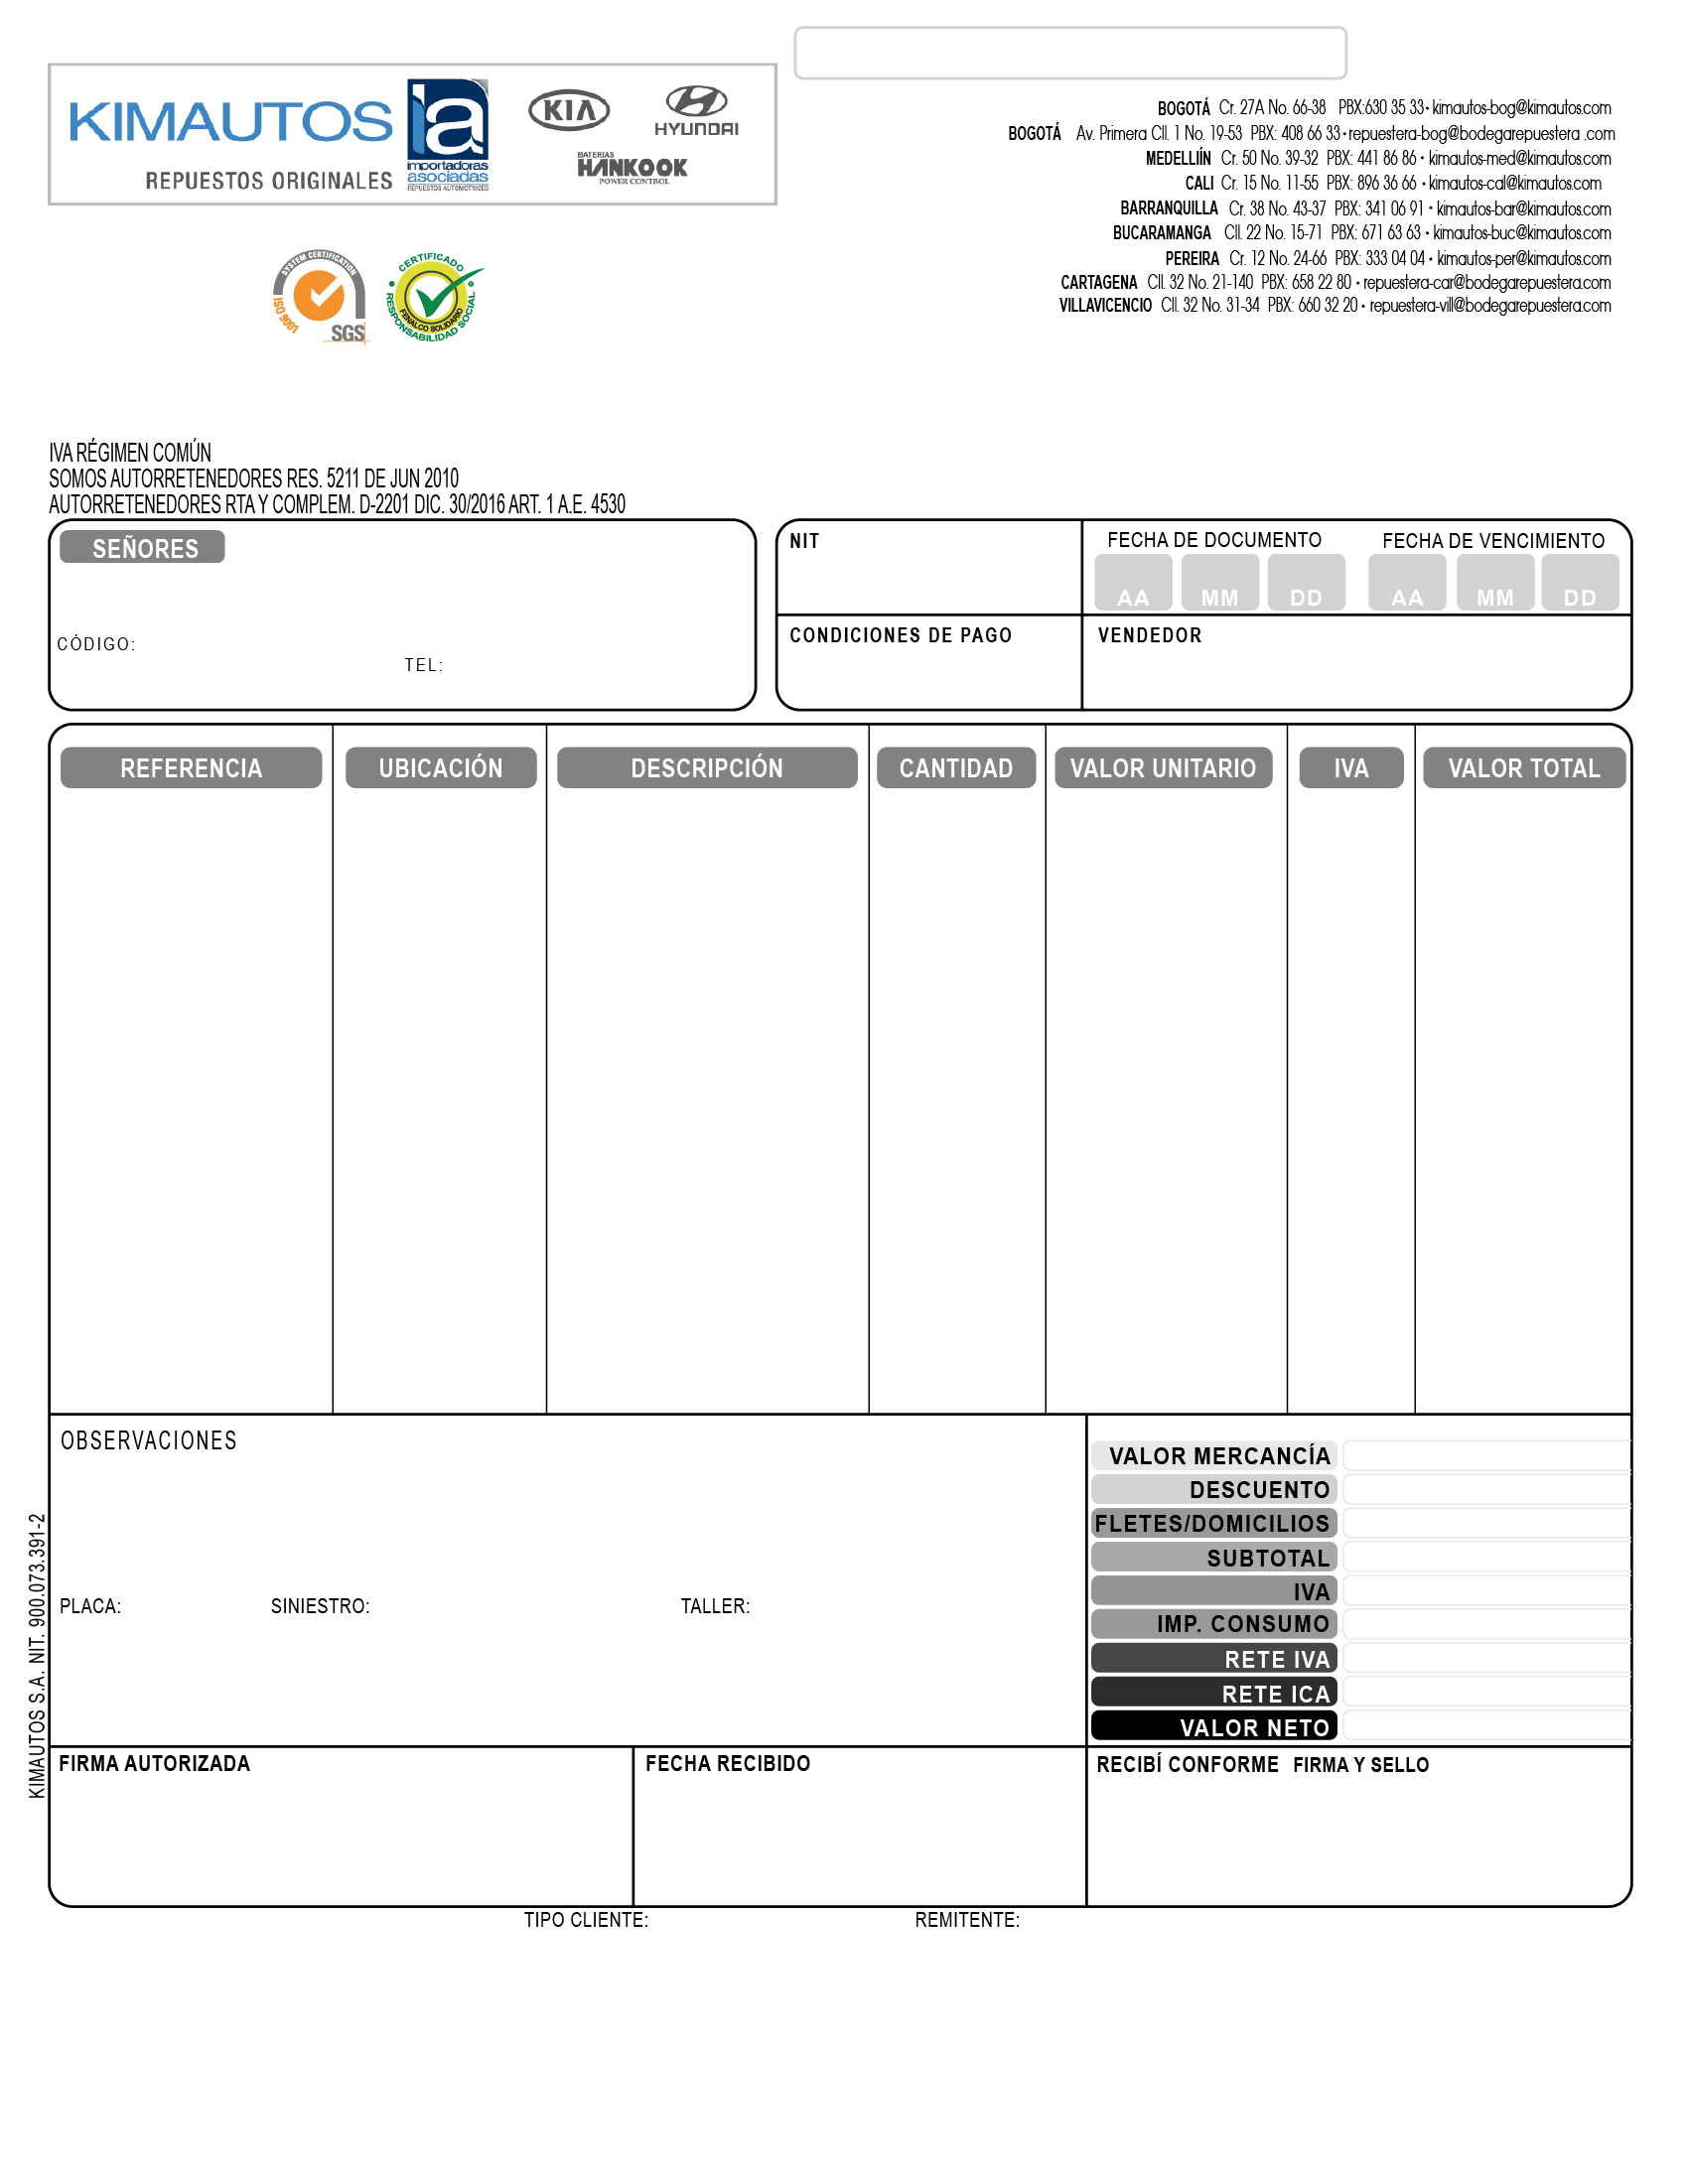 KIMAUTOS
REPUESTOS ORIGINALES
ia
importadoras
asociadas
REPUESTOS AUTOMOTRICES
KIA
HYUNDAI
BATERIAS
HANKOOK
POWER CONTROL
BOGOTÁ Cr. 27A No. 66-38 PBX:630 35 33 • kimautos-bog@kimautos.com
BOGOTÁ Av. Primera Cll. 1 No. 19-53 PBX: 408 66 33 • repuestera-bog@bodegarepuestera .com
MEDELLIÍN Cr. 50 No. 39-32 PBX: 441 86 86 • kimautos-med@kimautos.com
CALI Cr. 15 No. 11-55 PBX: 896 36 66 • kimautos-cal@kimautos.com
BARRANQUILLA Cr. 38 No. 43-37 PBX: 341 06 91 • kimautos-bar@kimautos.com
BUCARAMANGA Cll. 22 No. 15-71 PBX: 671 63 63 • kimautos-buc@kimautos.com
PEREIRA Cr. 12 No. 24-66 PBX: 333 04 04 • kimautos-per@kimautos.com
CARTAGENA Cll. 32 No. 21-140 PBX: 658 22 80 • repuestera-car@bodegarepuestera.com
VILLAVICENCIO Cll. 32 No. 31-34 PBX: 660 32 20 • repuestera-vill@bodegarepuestera.com
SYSTEM CERTIFICATION
ISO 9001
SGS
CERTIFICADO
FENALCO SOLIDARIO
RESPONSABILIDAD SOCIAL
IVA RÉGIMEN COMÚN
SOMOS AUTORRETENEDORES RES. 5211 DE JUN 2010
AUTORRETENEDORES RTA Y COMPLEM. D-2201 DIC. 30/2016 ART. 1 A.E. 4530
SEÑORES
CÓDIGO:
TEL:
NIT
FECHA DE DOCUMENTO
AA MM DD
FECHA DE VENCIMIENTO
AA MM DD
CONDICIONES DE PAGO
VENDEDOR
REFERENCIA UBICACIÓN DESCRIPCIÓN CANTIDAD VALOR UNITARIO IVA VALOR TOTAL
OBSERVACIONES
PLACA: SINIESTRO: TALLER:
VALOR MERCANCÍA
DESCUENTO
FLETES/DOMICILIOS
SUBTOTAL
IVA
IMP. CONSUMO
RETE IVA
RETE ICA
VALOR NETO
KIMAUTOS S.A. NIT. 900.073.391-2
FIRMA AUTORIZADA
FECHA RECIBIDO
RECIBÍ CONFORME FIRMA Y SELLO
TIPO CLIENTE: REMITENTE: